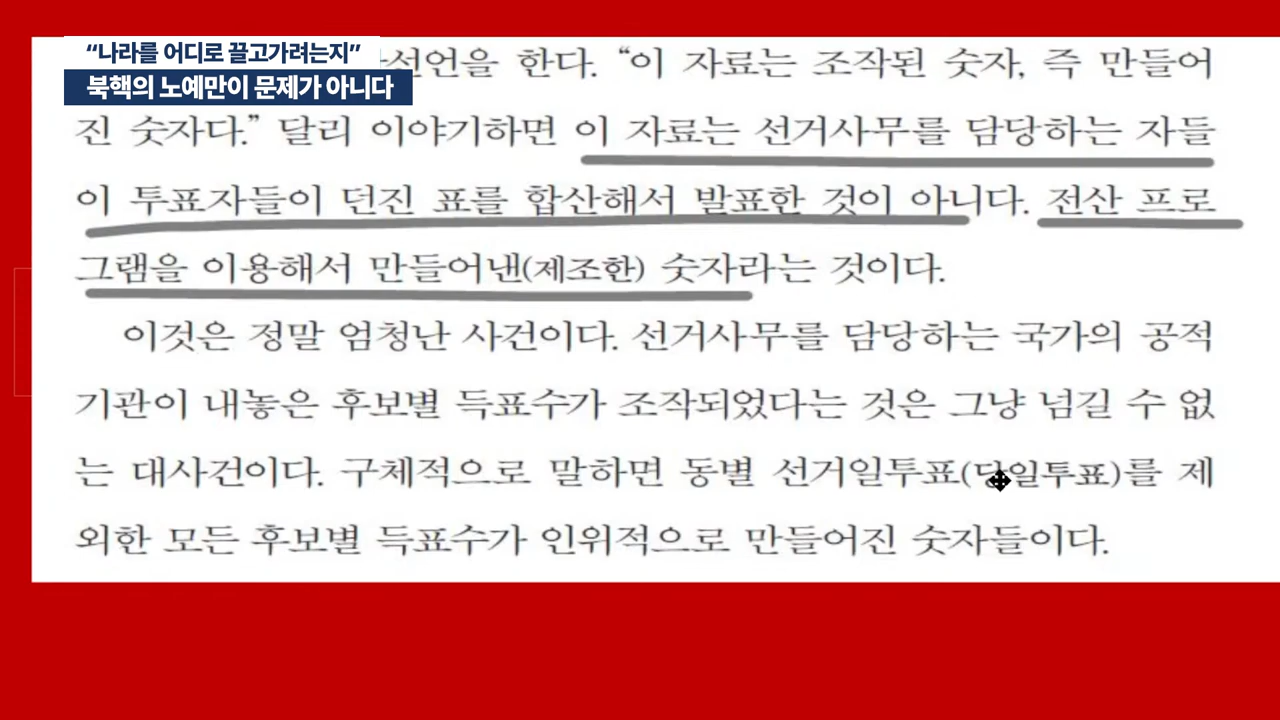 “나라를 어디로 끌고가려는지”
북핵의 노예만이 문제가 아니다
선언을 한다. “이 자료는 조작된 숫자, 즉 만들어
진 숫자다.” 달리 이야기하면 이 자료는 선거사무를 담당하는 자들
이 투표자들이 던진 표를 합산해서 발표한 것이 아니다. 전산 프로
그램을 이용해서 만들어낸(제조한) 숫자라는 것이다.
이것은 정말 엄청난 사건이다. 선거사무를 담당하는 국가의 공적
기관이 내놓은 후보별 득표수가 조작되었다는 것은 그냥 넘길 수 없
는 대사건이다. 구체적으로 말하면 동별 선거일투표(당일투표)를 제
외한 모든 후보별 득표수가 인위적으로 만들어진 숫자들이다.